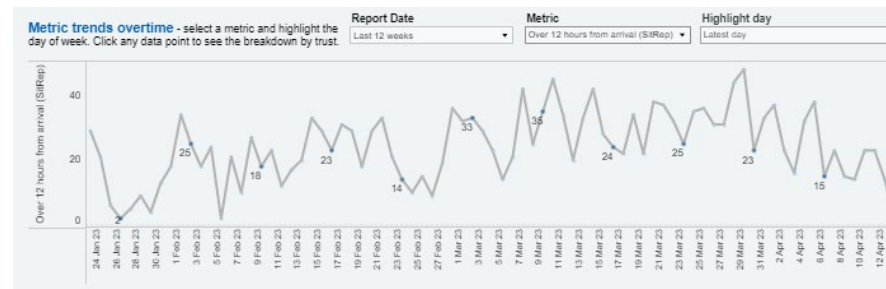 Metric trends overtime - select a metric and highlight the
day of week. Click any data point to see the breakdown by trust.
Report Date
Last 12 weeks
Metric
Over 12 hours from arrival (SitRep)
Highlight day
Latest day
Over 12 hours from arrival (SitRep)
40
20
0
2
25
18
23
14
33
35
24
25
23
15
24 Jan 23
26 Jan 23
28 Jan 23
30 Jan 23
1 Feb 23
3 Feb 23
5 Feb 23
7 Feb 23
9 Feb 23
11 Feb 23
13 Feb 23
15 Feb 23
17 Feb 23
19 Feb 23
21 Feb 23
23 Feb 23
25 Feb 23
27 Feb 23
1 Mar 23
3 Mar 23
5 Mar 23
7 Mar 23
9 Mar 23
11 Mar 23
13 Mar 23
15 Mar 23
17 Mar 23
19 Mar 23
21 Mar 23
23 Mar 23
25 Mar 23
27 Mar 23
29 Mar 23
31 Mar 23
2 Apr 23
4 Apr 23
6 Apr 23
8 Apr 23
10 Apr 23
12 Apr 23